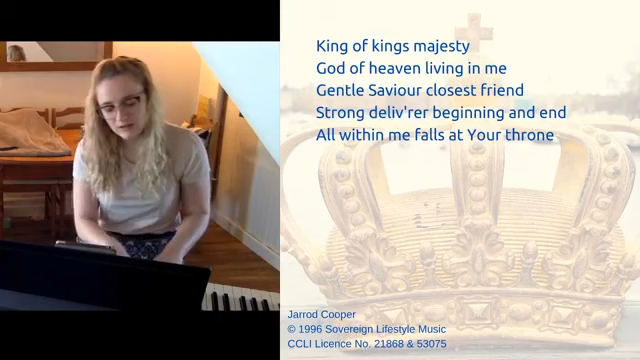 King of kings majesty
God of heaven living in me
Gentle Saviour closest friend
Strong deliv'rer beginning and end
All within me falls at Your throne
Jarrod Cooper
© 1996 Sovereign Lifestyle Music
CCLI Licence No. 21868 & 53075